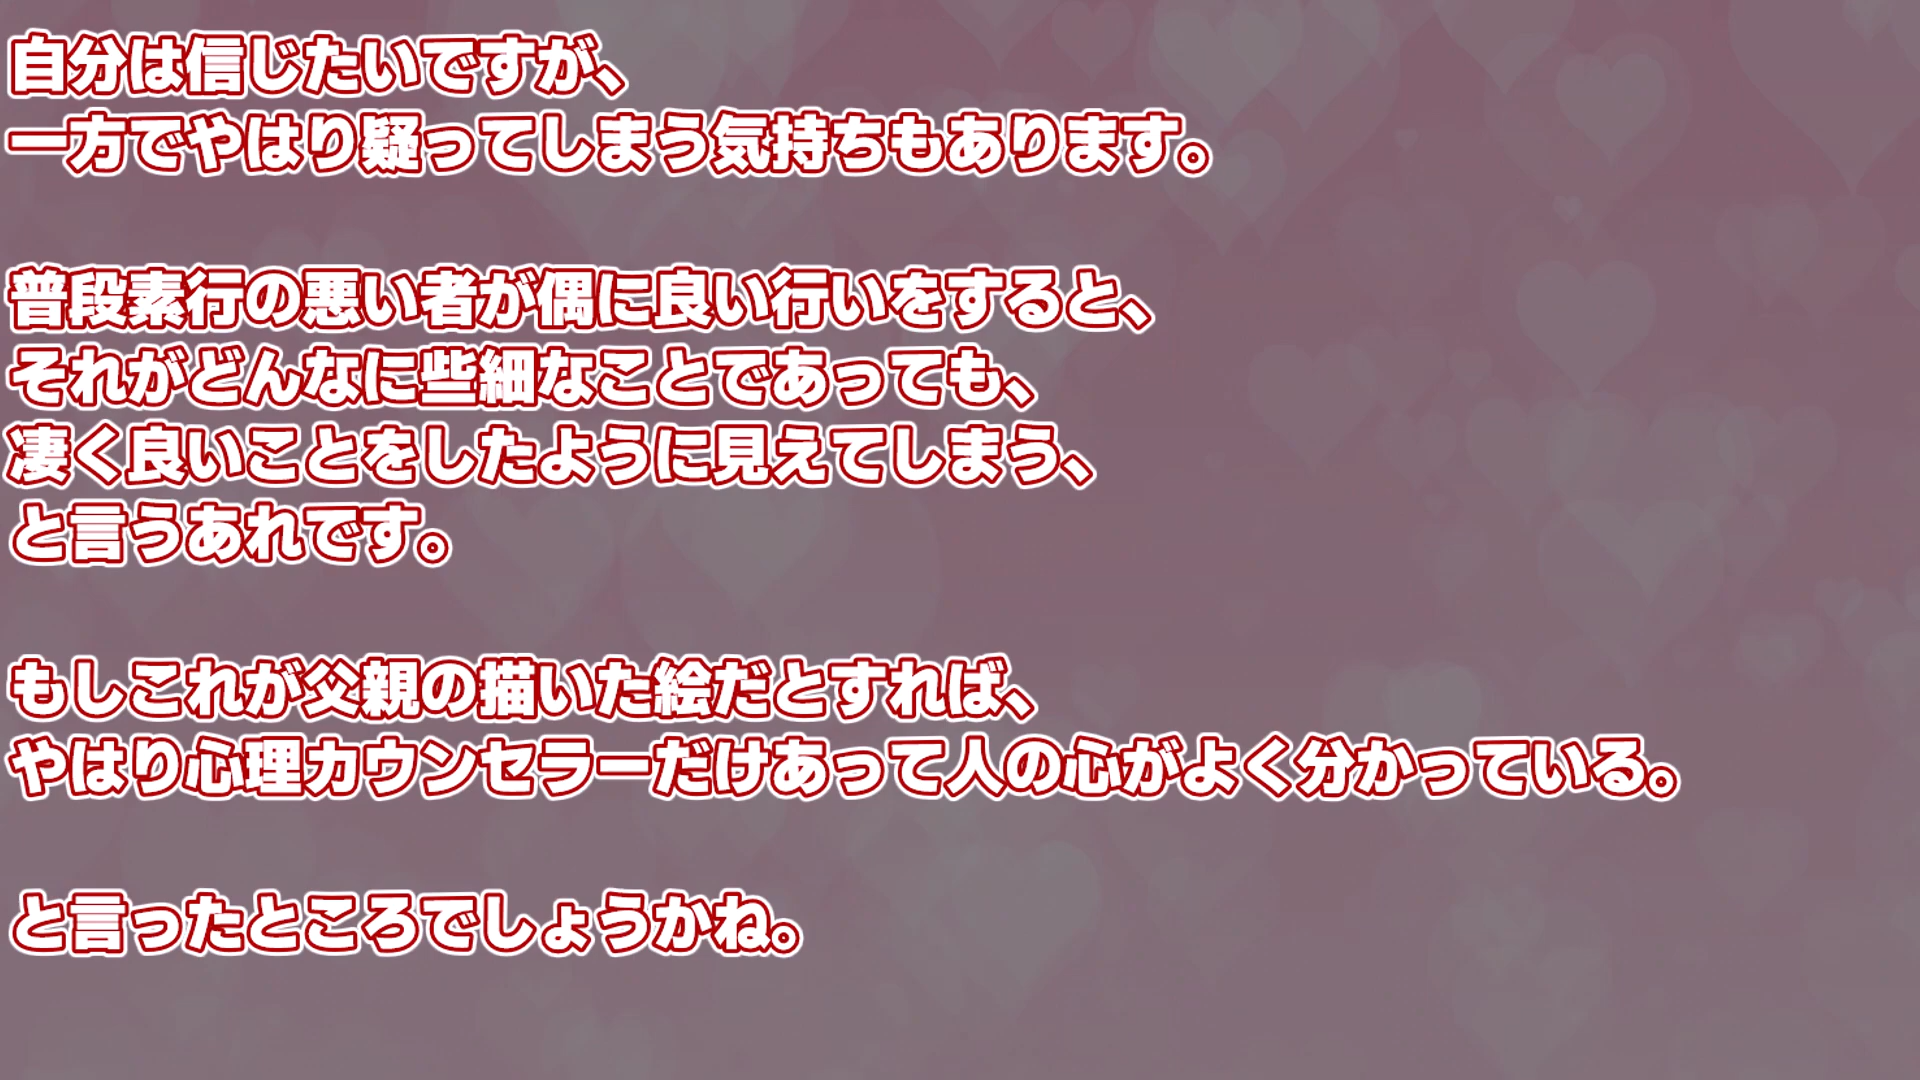 自分は信じたいですが、
一方でやはり疑ってしまう気持ちもあります。
普段素行の悪い者が偶に良い行いをすると、
それがどんなに些細なことであっても、
凄く良いことをしたように見えてしまう、
と言うあれです。
もしこれが父親の描いた絵だとすれば、
やはり心理カウンセラーだけあって人の心がよく分かっている。
と言ったところでしょうかね。